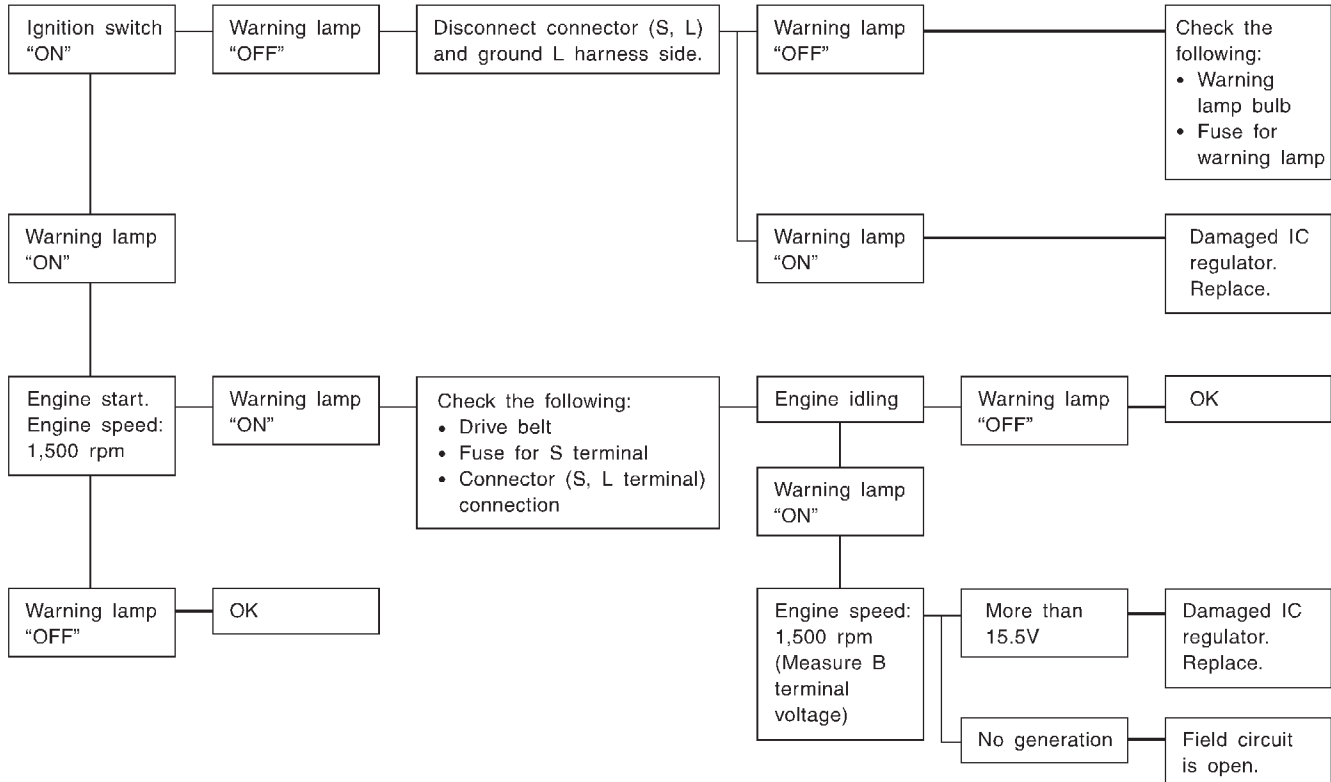 Ignition switch
“ON”
Warning lamp
“OFF”
Disconnect connector (S, L)
and ground L harness side.
Warning lamp
“OFF”
Check the
following:
• Warning
lamp bulb
• Fuse for
warning lamp
Warning lamp
“ON”
Warning lamp
“ON”
Damaged IC
regulator.
Replace.
Engine start.
Engine speed:
1,500 rpm
Warning lamp
“ON”
Check the following:
• Drive belt
• Fuse for S terminal
• Connector (S, L terminal)
connection
Engine idling
Warning lamp
“OFF”
OK
Warning lamp
“ON”
Warning lamp
“OFF”
OK
Engine speed:
1,500 rpm
(Measure B
terminal
voltage)
More than
15.5V
Damaged IC
regulator.
Replace.
No generation
Field circuit
is open.